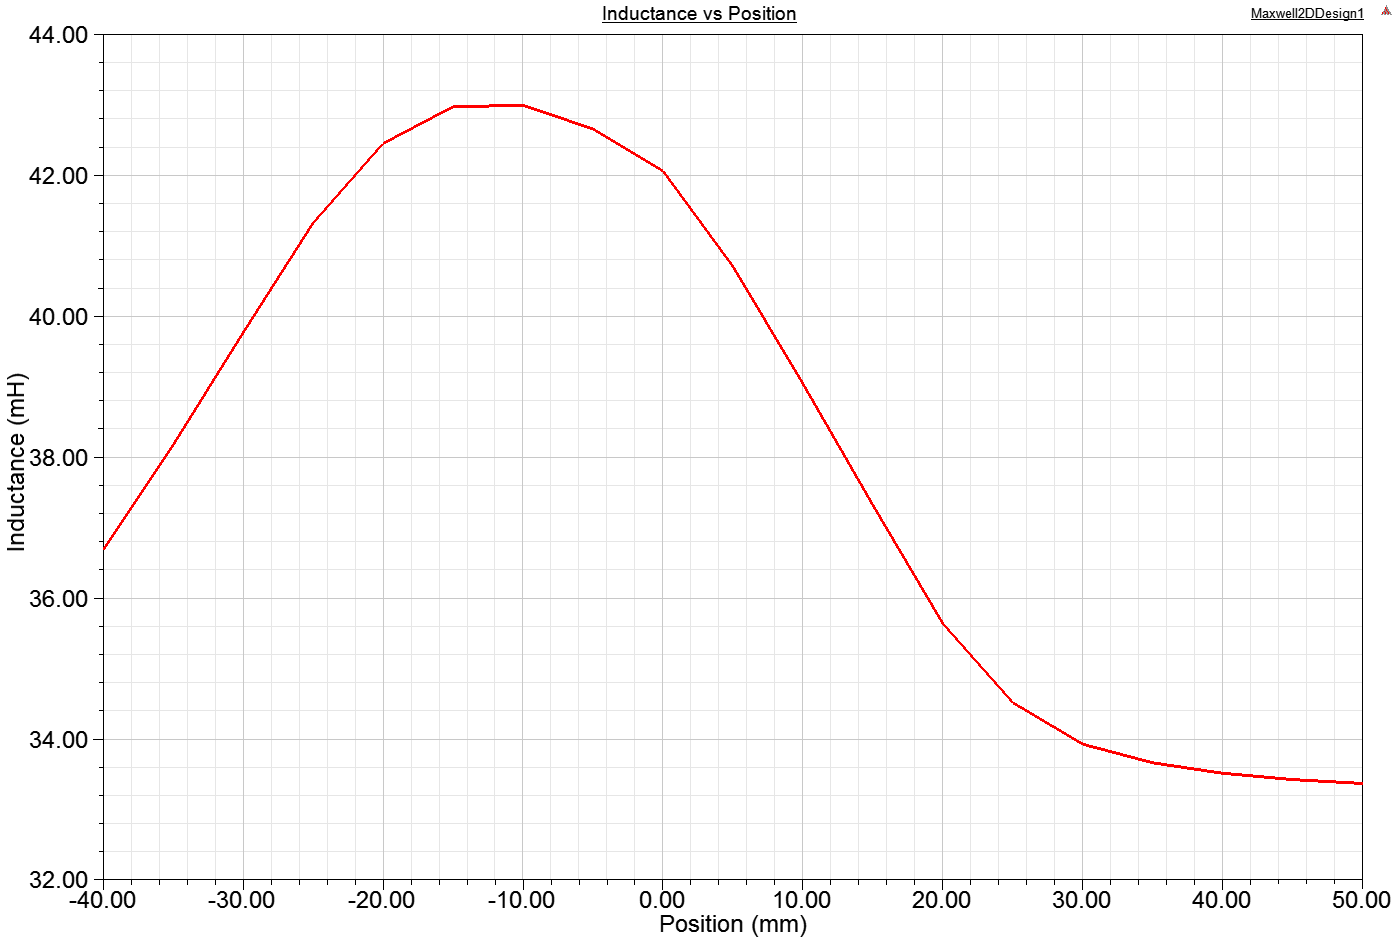 Inductance vs Position
Maxwell2DDesign1
44.00
42.00
40.00
38.00
36.00
34.00
32.00
Inductance (mH)
-40.00 -30.00 -20.00 -10.00 0.00 10.00 20.00 30.00 40.00 50.00
Position (mm)